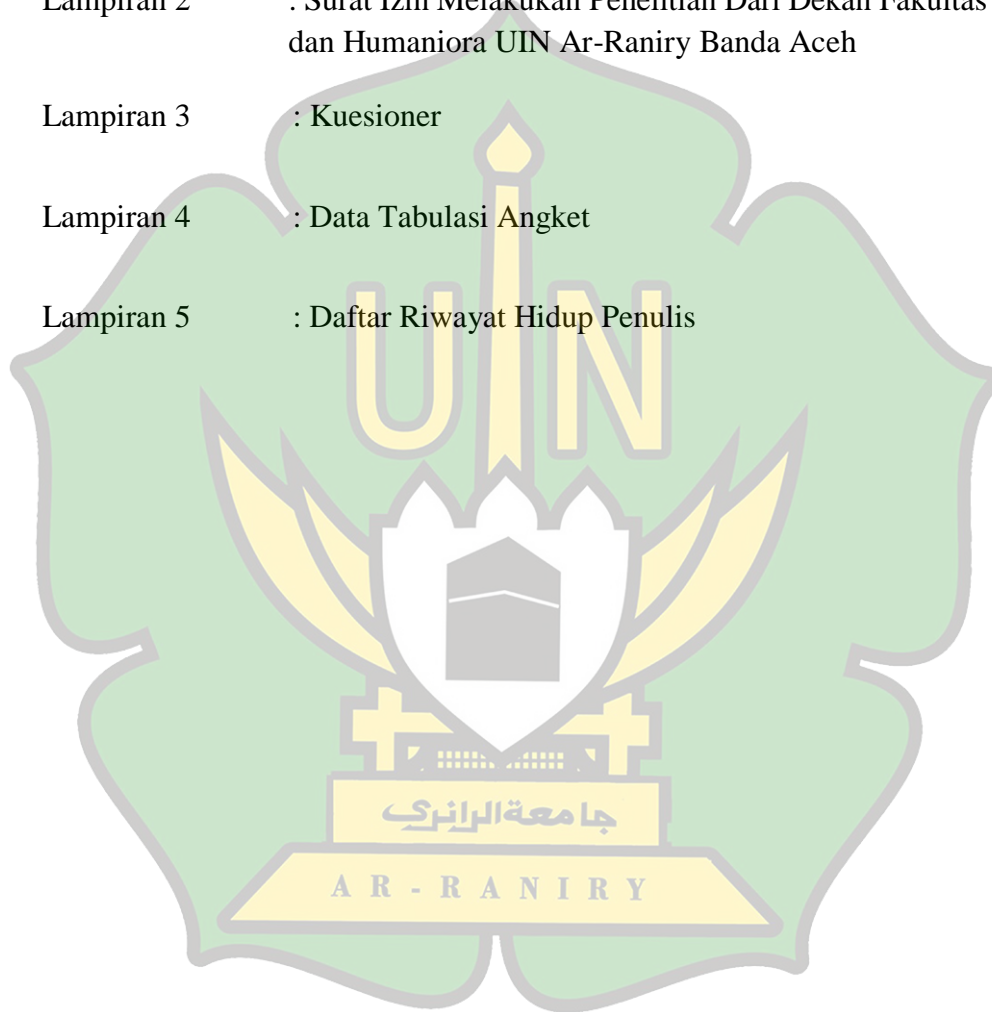 Lampiran 2 : Surat Izin Melakukan Penelitian Dari Dekan Fakultas
dan Humaniora UIN Ar-Raniry Banda Aceh
Lampiran 3 : Kuesioner
Lampiran 4 : Data Tabulasi Angket
Lampiran 5 : Daftar Riwayat Hidup Penulis
UIN
جامعة الرانري
AR-RANIRY